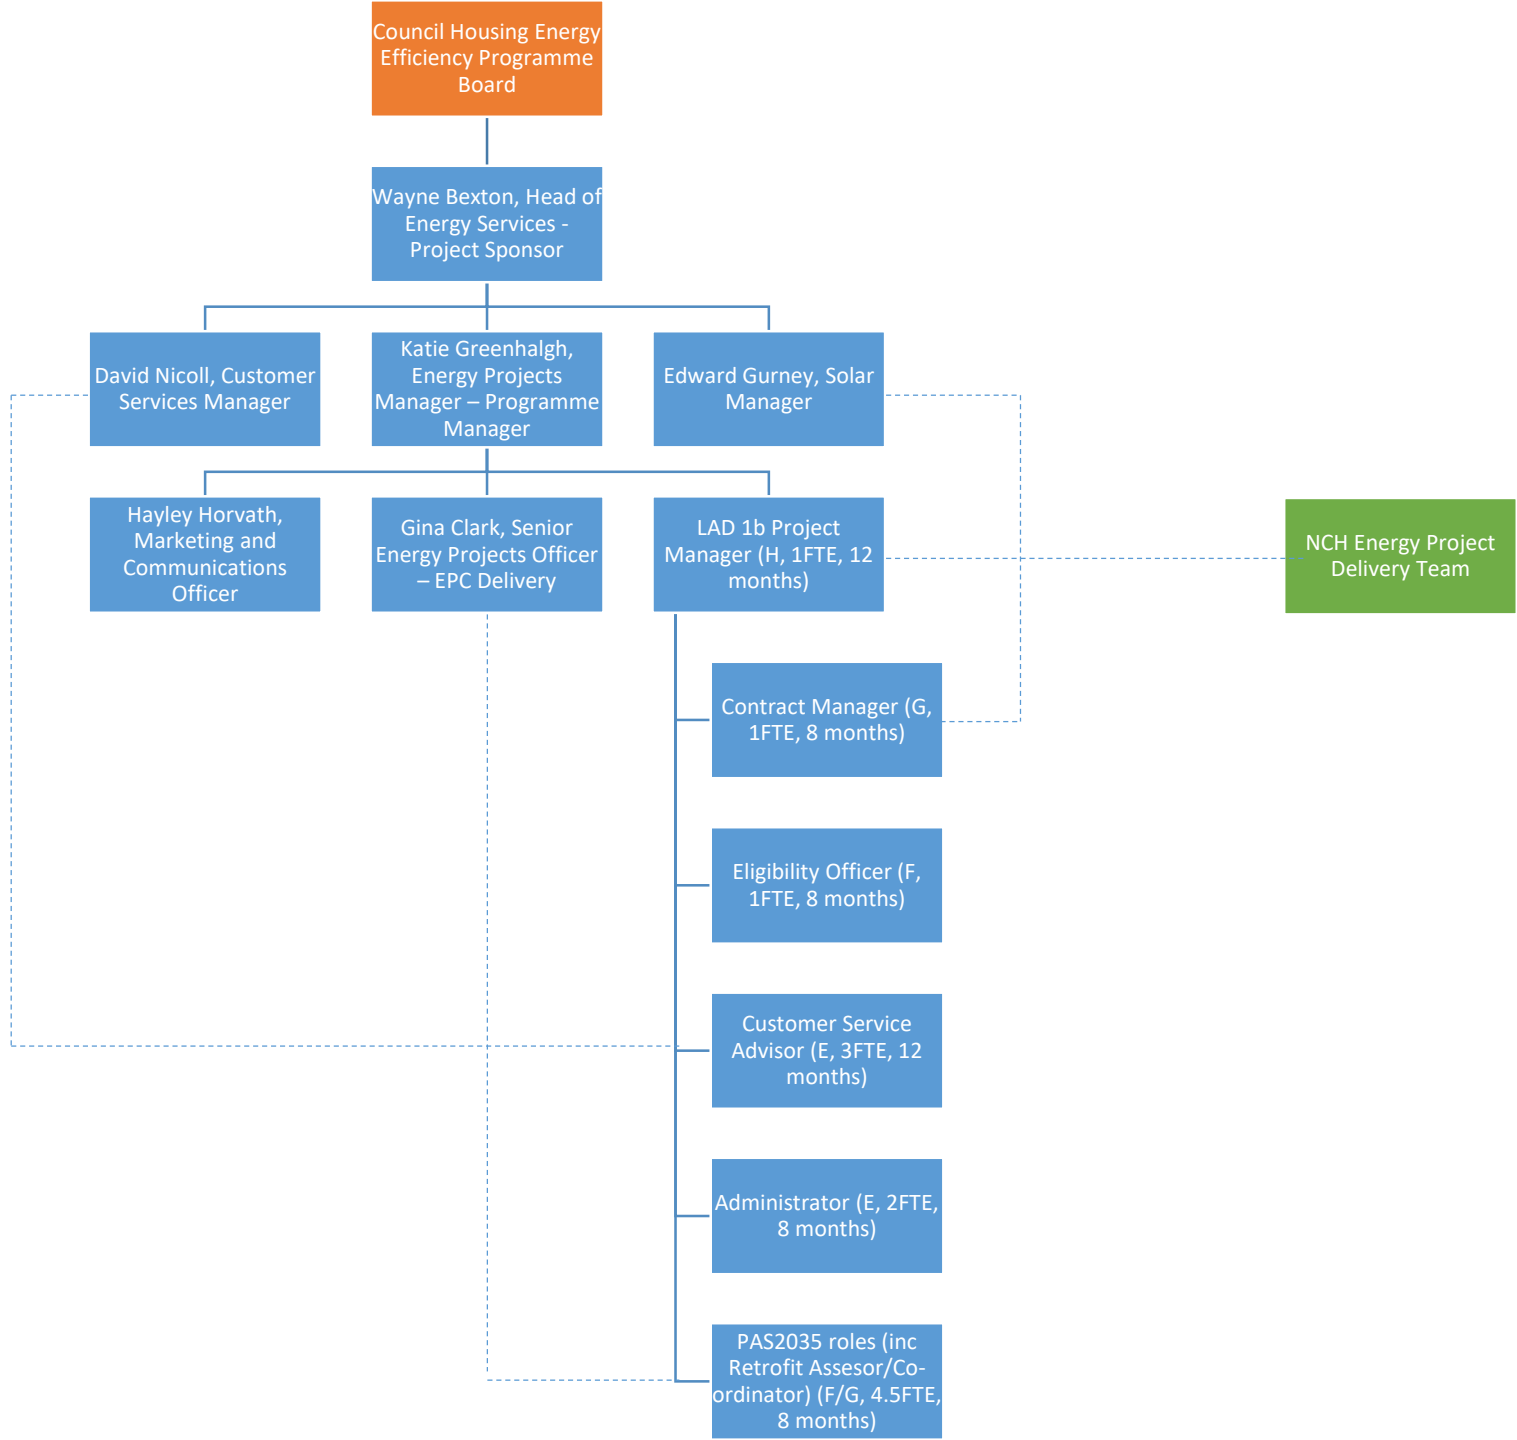 Council Housing Energy
Efficiency Programme
Board
Wayne Bexton, Head of
Energy Services -
Project Sponsor
David Nicoll, Customer
Services Manager
Katie Greenhalgh,
Energy Projects
Manager – Programme
Manager
Edward Gurney, Solar
Manager
Hayley Horvath,
Marketing and
Communications
Officer
Gina Clark, Senior
Energy Projects Officer
– EPC Delivery
LAD 1b Project
Manager (H, 1FTE, 12
months)
NCH Energy Project
Delivery Team
Contract Manager (G,
1FTE, 8 months)
Eligibility Officer (F,
1FTE, 8 months)
Customer Service
Advisor (E, 3FTE, 12
months)
Administrator (E, 2FTE,
8 months)
PAS2035 roles (inc
Retrofit Assesor/Co-
ordinator) (F/G, 4.5FTE,
8 months)